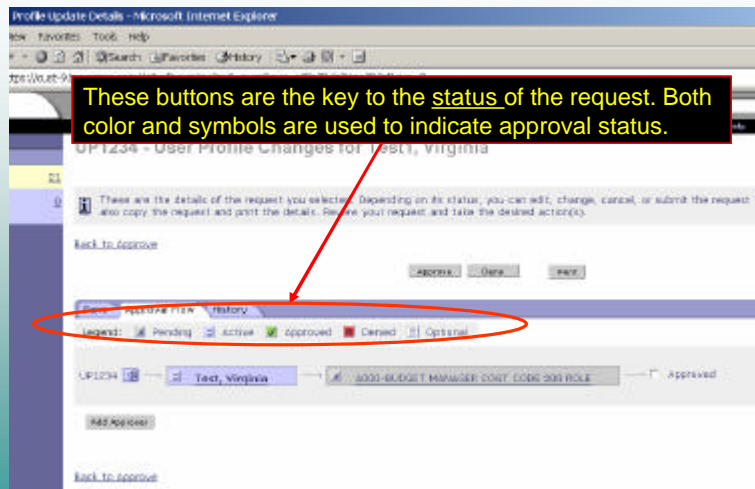 Profile Update Details - Microsoft Internet Explorer
View Favorites Tools Help
Search Favorites History
These buttons are the key to the status of the request. Both
color and symbols are used to indicate approval status.
UP1234 - User Profile Changes for Test1, Virginia
These are the details of the request you selected. Depending on its status, you can edit, change, cancel, or submit the request
also copy the request and print the details. Review your request and take the desired action(s).
Back to Approve
Approve Deny Print
Approval Flow History
Legend: Pending Active Approved Denied Optional
UP1234 Test, Virginia 6000-BUDGET MANAGER COST CODE 900 ROLE Approved
Add Approver
Back to Approve